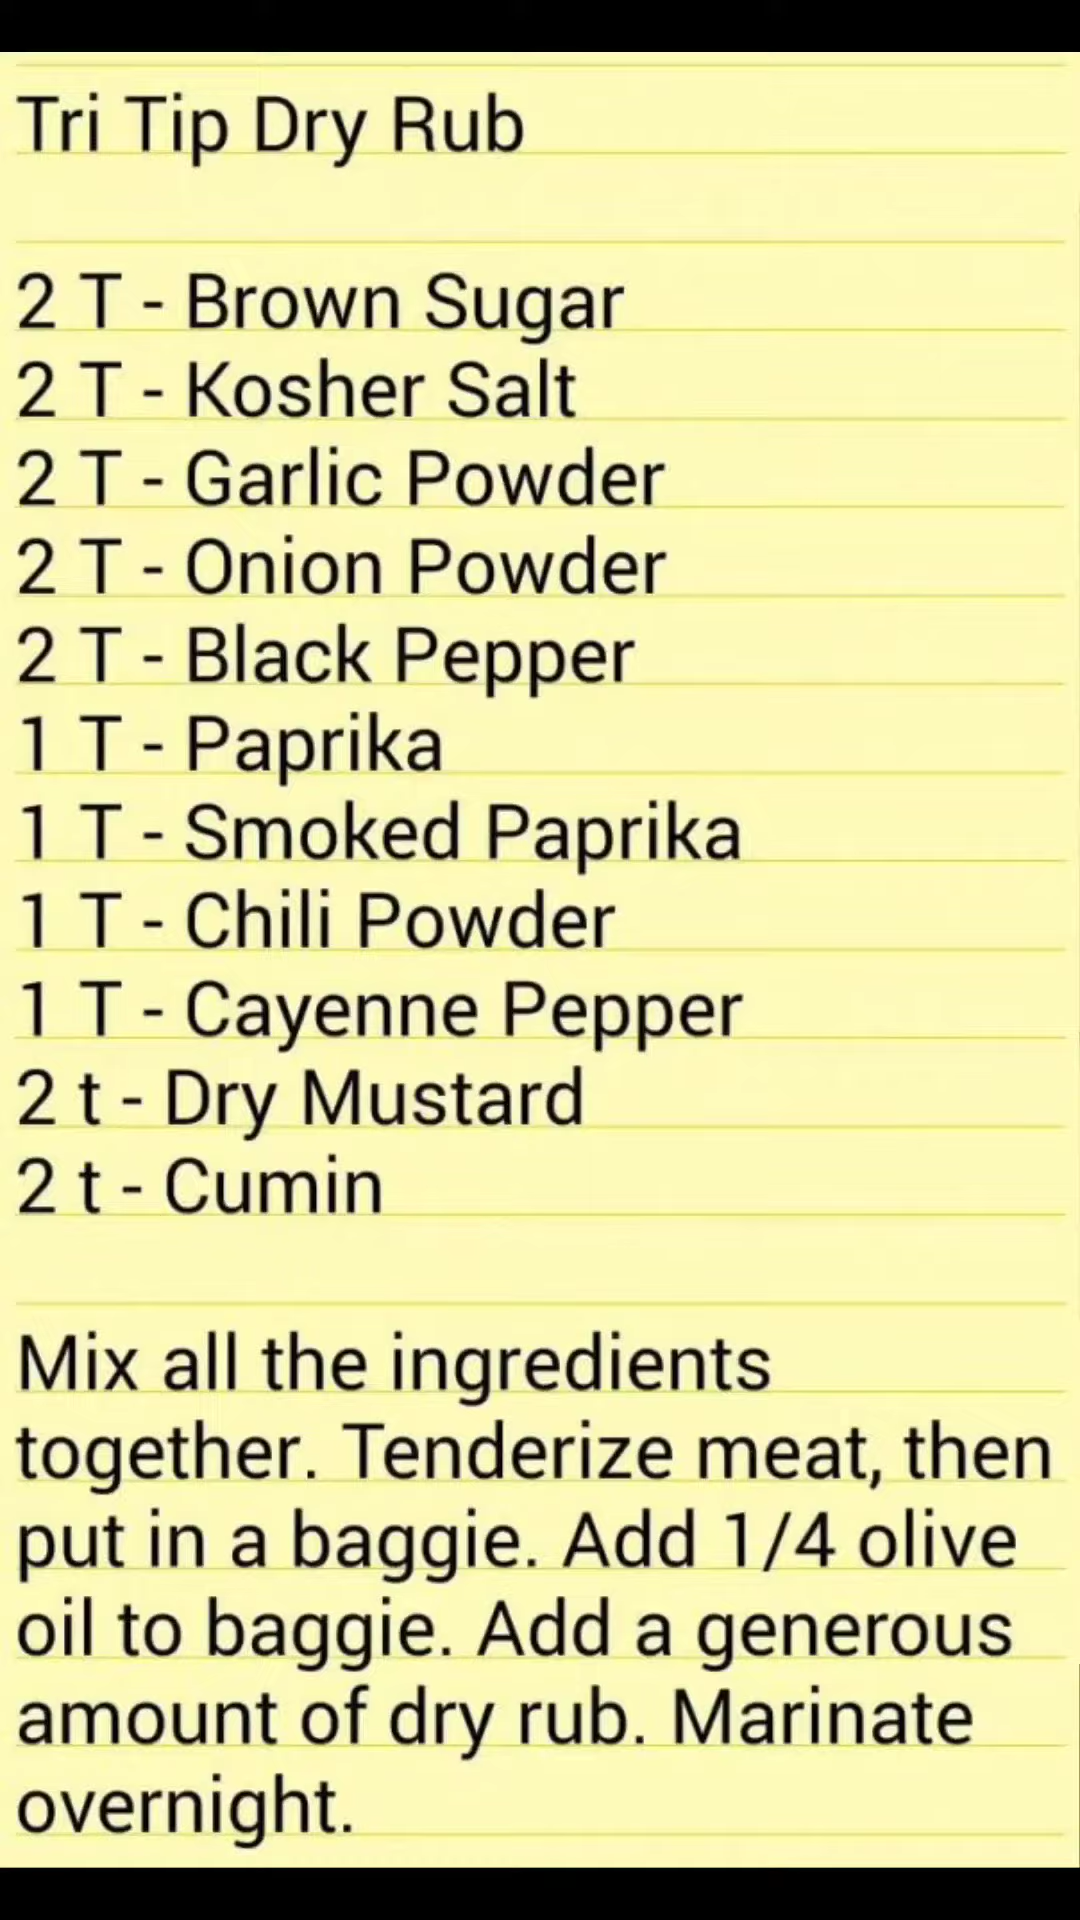 Tri Tip Dry Rub
2 T - Brown Sugar
2 T - Kosher Salt
2 T - Garlic Powder
2 T - Onion Powder
2 T - Black Pepper
1 T - Paprika
1 T - Smoked Paprika
1 T - Chili Powder
1 T - Cayenne Pepper
2 t - Dry Mustard
2 t - Cumin
Mix all the ingredients
together. Tenderize meat, then
put in a baggie. Add 1/4 olive
oil to baggie. Add a generous
amount of dry rub. Marinate
overnight.